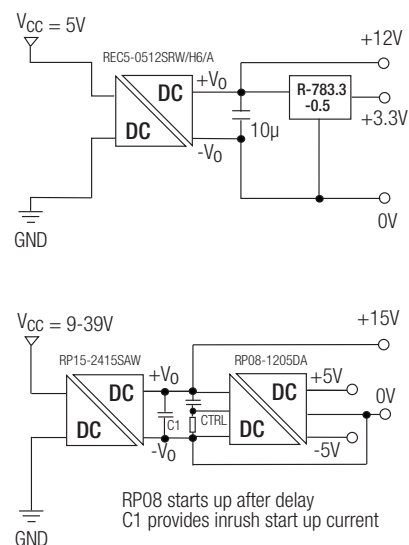 VCC = 5V
REC5-0512SRW/H6/A
+12V
DC
DC
+VO
-VO
10µ
R-783.3
-0.5
+3.3V
0V
GND
VCC = 9-39V
+15V
RP15-2415SAW
RP08-1205DA
DC
DC
+VO
-VO
C1
CTRL
DC
DC
+5V
0V
-5V
RP08 starts up after delay
C1 provides inrush start up current
GND